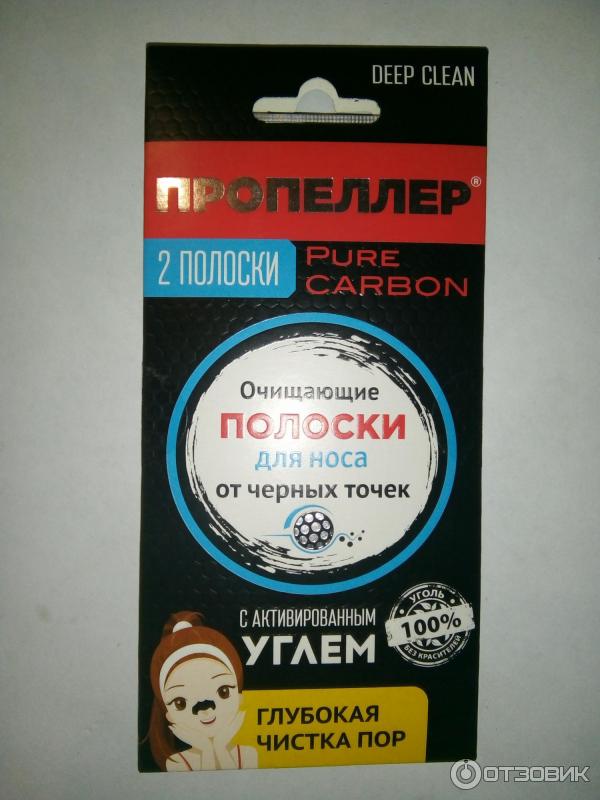 DEEP CLEAN
ПРОПЕЛЛЕР®
2 ПОЛОСКИ
PURE
CARBON
Очищающие
ПОЛОСКИ
для носа
от черных точек
С АКТИВИРОВАННЫМ
УГЛЕМ
УГОЛЬ
100%
БЕЗ КРАСИТЕЛЕЙ
ГЛУБОКАЯ
ЧИСТКА ПОР
ОТЗОВИК